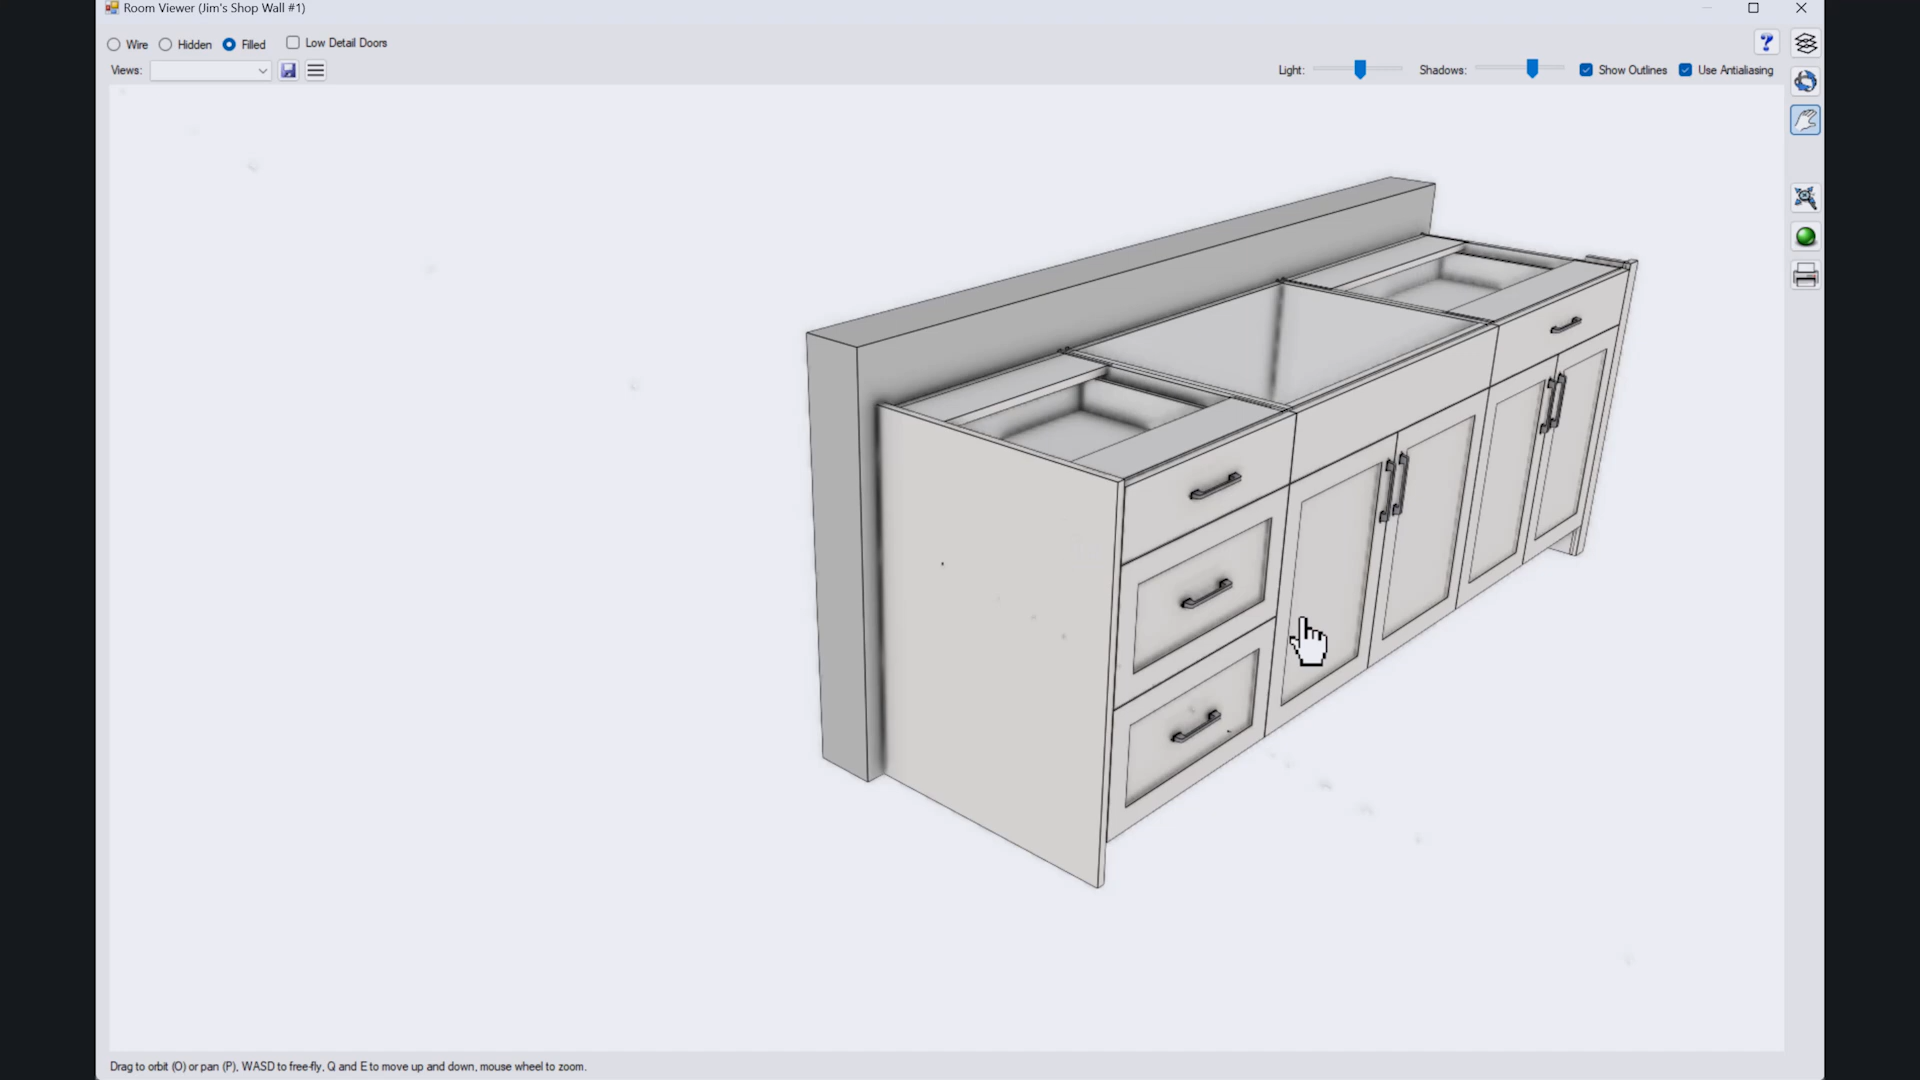 Room Viewer (Jim's Shop Wall #1)
Wire Hidden Filled Low Detail Doors
Views: Light: Shadows: Show Outlines Use Antialiasing
Drag to orbit (O) or pan (P), WASD to free-fly, Q and E to move up and down, mouse wheel to zoom.